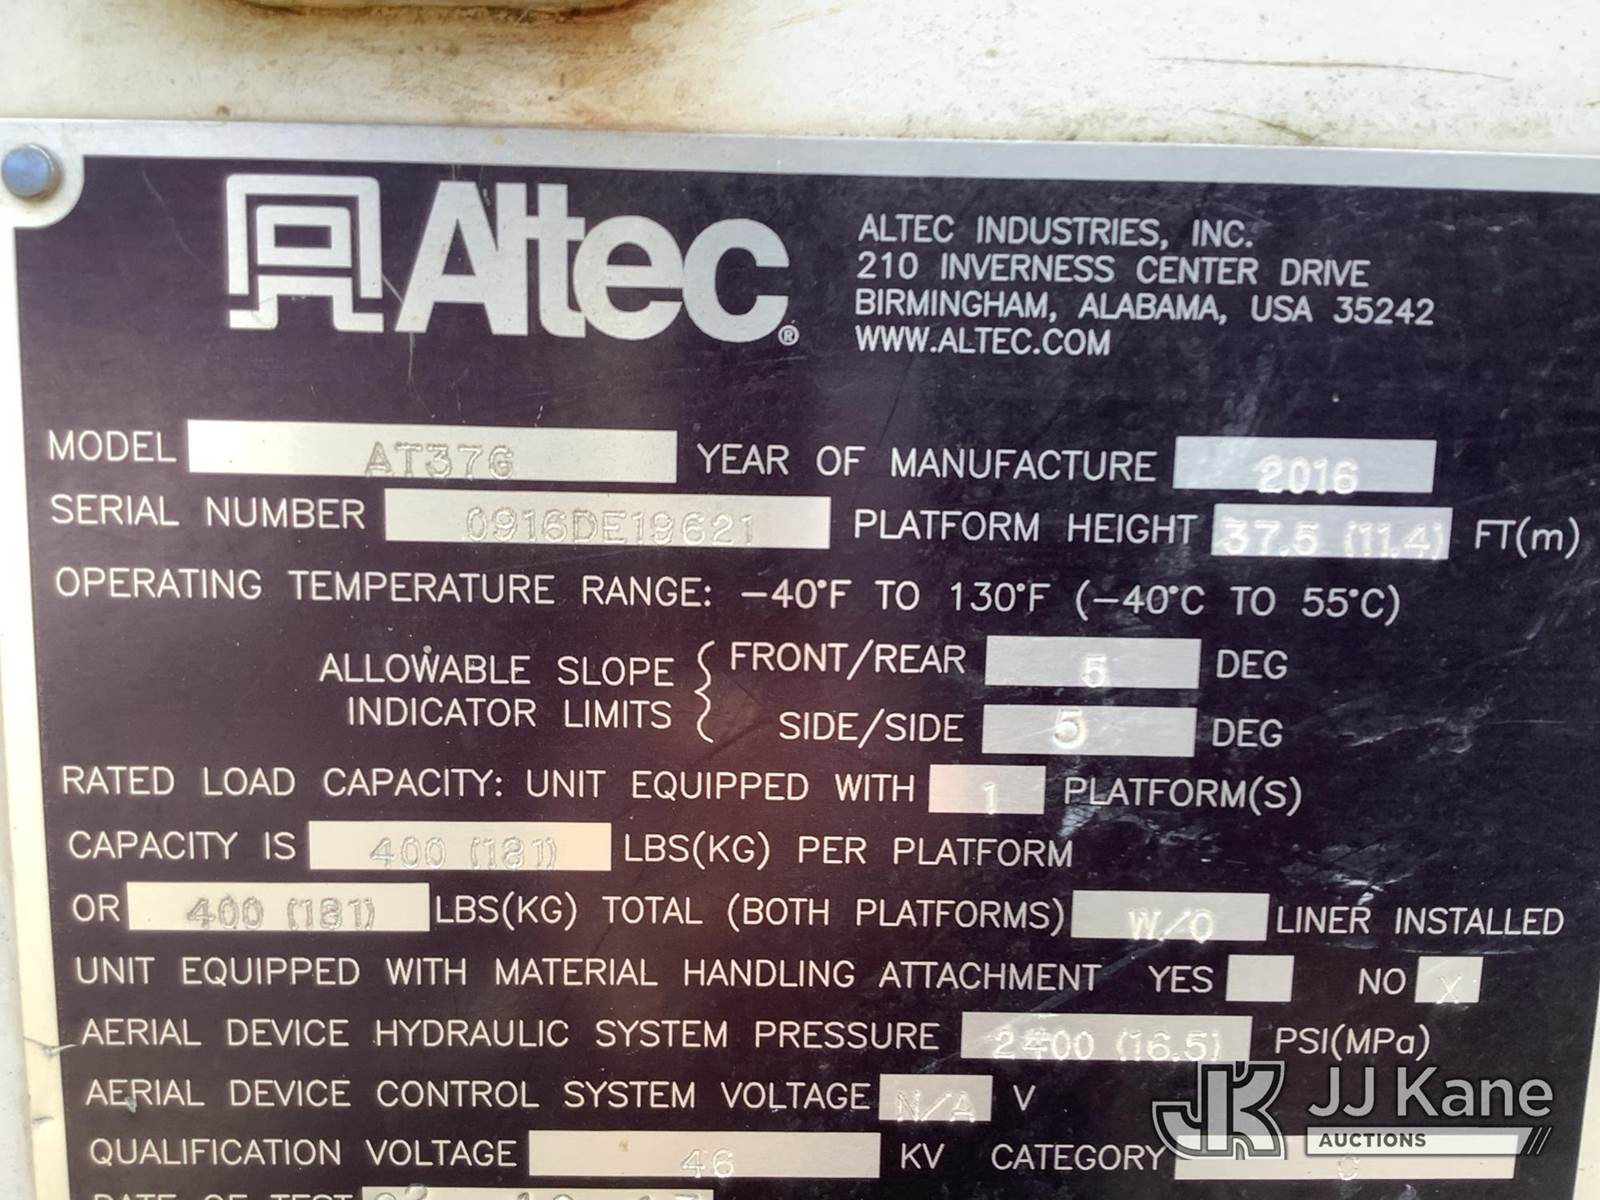 Altec®
ALTEC INDUSTRIES, INC.
210 INVERNESS CENTER DRIVE
BIRMINGHAM, ALABAMA, USA 35242
WWW.ALTEC.COM
MODEL AT37G YEAR OF MANUFACTURE 2016
SERIAL NUMBER 0916DE19621 PLATFORM HEIGHT 37.5 (11.4) FT(m)
OPERATING TEMPERATURE RANGE: -40°F TO 130°F (-40°C TO 55°C)
ALLOWABLE SLOPE INDICATOR LIMITS { FRONT/REAR 5 DEG
SIDE/SIDE 5 DEG
RATED LOAD CAPACITY: UNIT EQUIPPED WITH 1 PLATFORM(S)
CAPACITY IS 400 (181) LBS(KG) PER PLATFORM
OR 400 (181) LBS(KG) TOTAL (BOTH PLATFORMS) W/O LINER INSTALLED
UNIT EQUIPPED WITH MATERIAL HANDLING ATTACHMENT YES NO X
AERIAL DEVICE HYDRAULIC SYSTEM PRESSURE 2400 (16.5) PSI(MPa)
AERIAL DEVICE CONTROL SYSTEM VOLTAGE N/A V
QUALIFICATION VOLTAGE 46 KV CATEGORY C
DATE OF TEST
JK JJ Kane
AUCTIONS